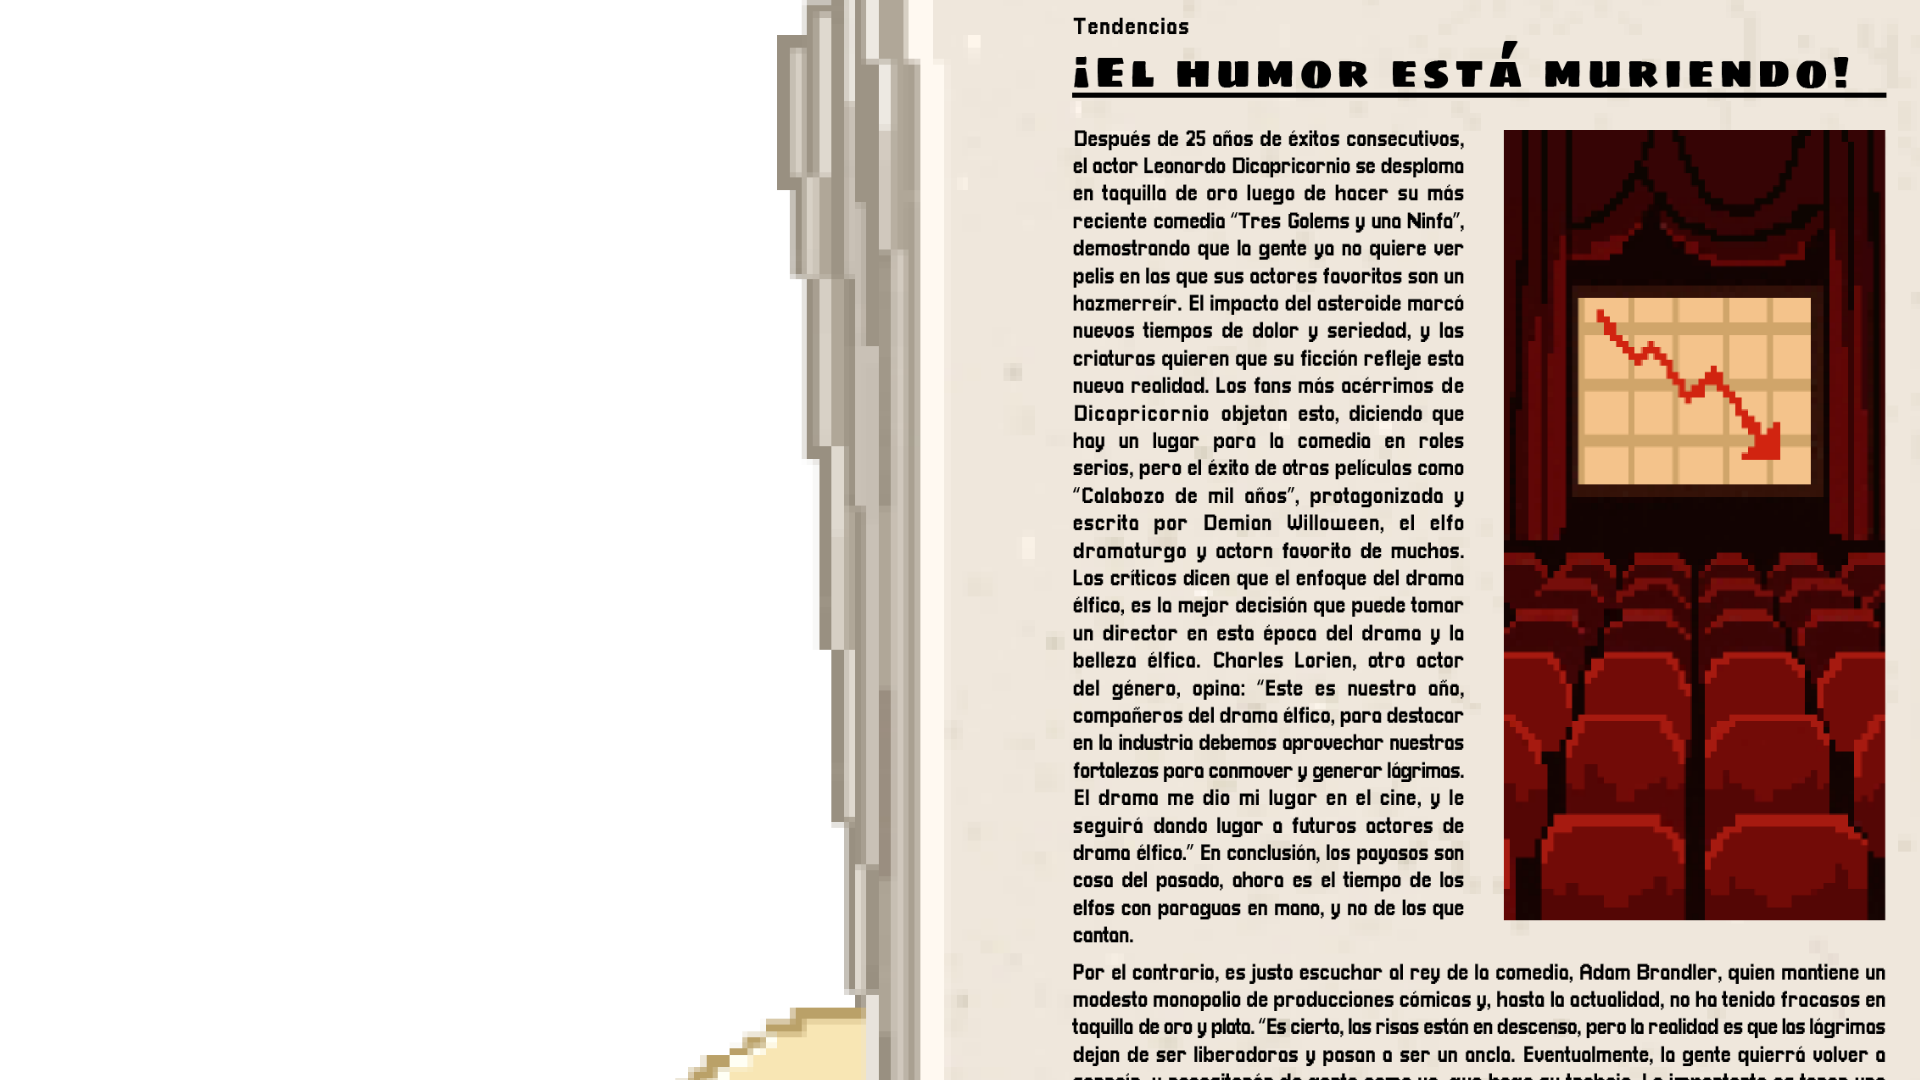 Tendencias
¡El humor está muriendo!
Después de 25 años de éxitos consecutivos,
el actor Leonardo Dicapricornio se desploma
en taquilla de oro luego de hacer su más
reciente comedia “Tres Golems y una Ninfa”,
demostrando que la gente ya no quiere ver
pelis en las que sus actores favoritos son un
hazmerreír. El impacto del asteroide marcó
nuevos tiempos de dolor y seriedad, y las
criaturas quieren que su ficción refleje esta
nueva realidad. Los fans más acérrimos de
Dicapricornio objetan esto, diciendo que
hay un lugar para la comedia en roles
serios, pero el éxito de otras películas como
“Calabozo de mil años”, protagonizada y
escrita por Demian Willoween, el elfo
dramaturgo y actorn favorito de muchos.
Los críticos dicen que el enfoque del drama
élfico, es la mejor decisión que puede tomar
un director en esta época del drama y la
belleza élfica. Charles Lorien, otro actor
del género, opina: “Este es nuestro año,
compañeros del drama élfico, para destacar
en la industria debemos aprovechar nuestras
fortalezas para conmover y generar lágrimas.
El drama me dio mi lugar en el cine, y le
seguirá dando lugar a futuros actores de
drama élfico.” En conclusión, los payasos son
cosa del pasado, ahora es el tiempo de los
elfos con paraguas en mano, y no de los que
cantan.
Por el contrario, es justo escuchar al rey de la comedia, Adam Brandler, quien mantiene un
modesto monopolio de producciones cómicas y, hasta la actualidad, no ha tenido fracasos en
taquilla de oro y plata. “Es cierto, las risas están en descenso, pero la realidad es que las lágrimas
dejan de ser liberadoras y pasan a ser un ancla. Eventualmente, la gente querrá volver a